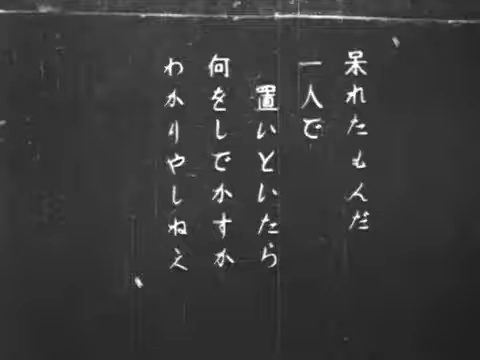 呆れたもんだ
一人で
置いといたら
何をしでかすか
わかりやしねえ